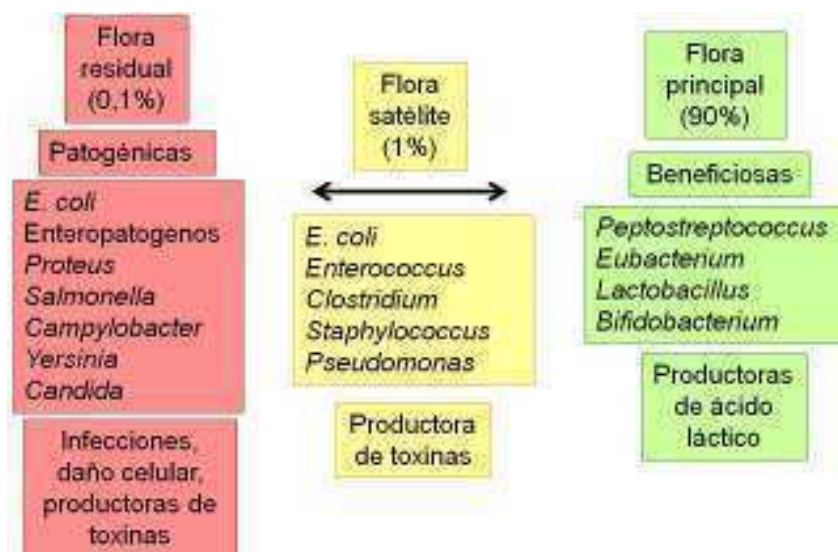 Flora
residual
(0,1%)
Patogénicas
E. coli
Enteropatogenos
Proteus
Salmonella
Campylobacter
Yersinia
Candida
Infecciones,
daño celular,
productoras de
toxinas
Flora
satélite
(1%)
E. coli
Enterococcus
Clostridium
Staphylococcus
Pseudomonas
Productora
de toxinas
Flora
principal
(90%)
Beneficiosas
Peptostreptococcus
Eubacterium
Lactobacillus
Bifidobacterium
Productoras
de ácido
láctico